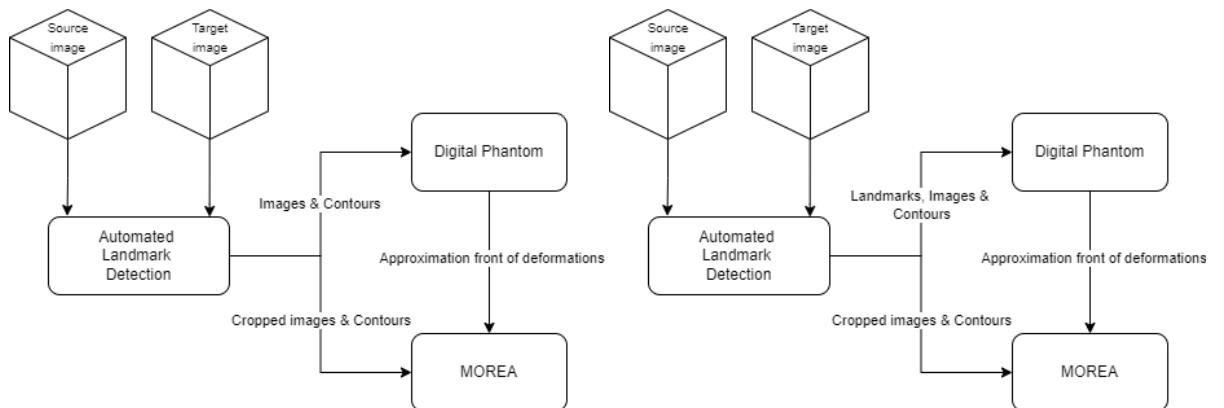 Source
image
Target
image
Digital Phantom
Images & Contours
Automated
Landmark
Detection
Approximation front of deformations
Cropped images & Contours
MOREA
Source
image
Target
image
Digital Phantom
Landmarks, Images &
Contours
Automated
Landmark
Detection
Approximation front of deformations
Cropped images & Contours
MOREA